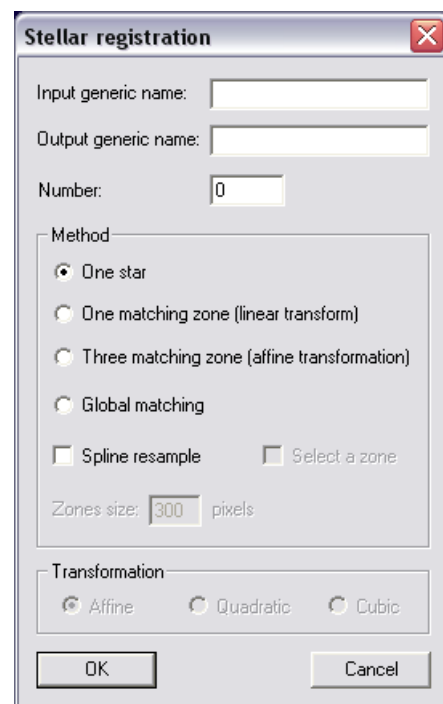 Stellar registration
Input generic name:
Output generic name:
Number: 0
Method
One star
One matching zone (linear transform)
Three matching zone (affine transformation)
Global matching
Spline resample Select a zone
Zones size: 300 pixels
Transformation
Affine Quadratic Cubic
OK Cancel